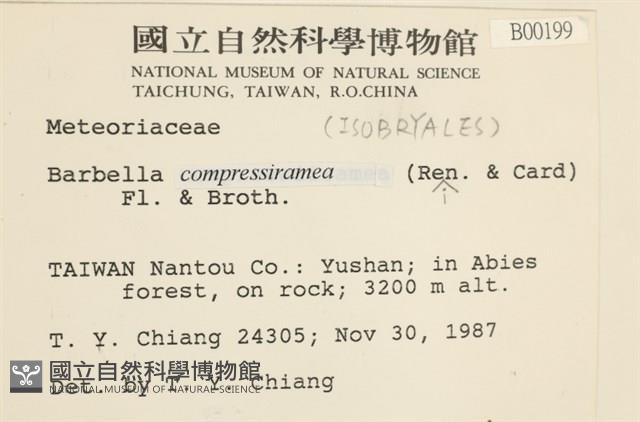 國立自然科學博物館
B00199
NATIONAL MUSEUM OF NATURAL SCIENCE
TAICHUNG, TAIWAN, R.O.CHINA
Meteoriaceae (ISOBRYALES)
Barbella compressiramea (Ren. & Card)
i
Fl. & Broth.
TAIWAN Nantou Co.: Yushan; in Abies
forest, on rock; 3200 m alt.
T. Y. Chiang 24305; Nov 30, 1987
國立自然科學博物館
NATIONAL MUSEUM OF NATURAL SCIENCE
Det. by T. Y. Chiang